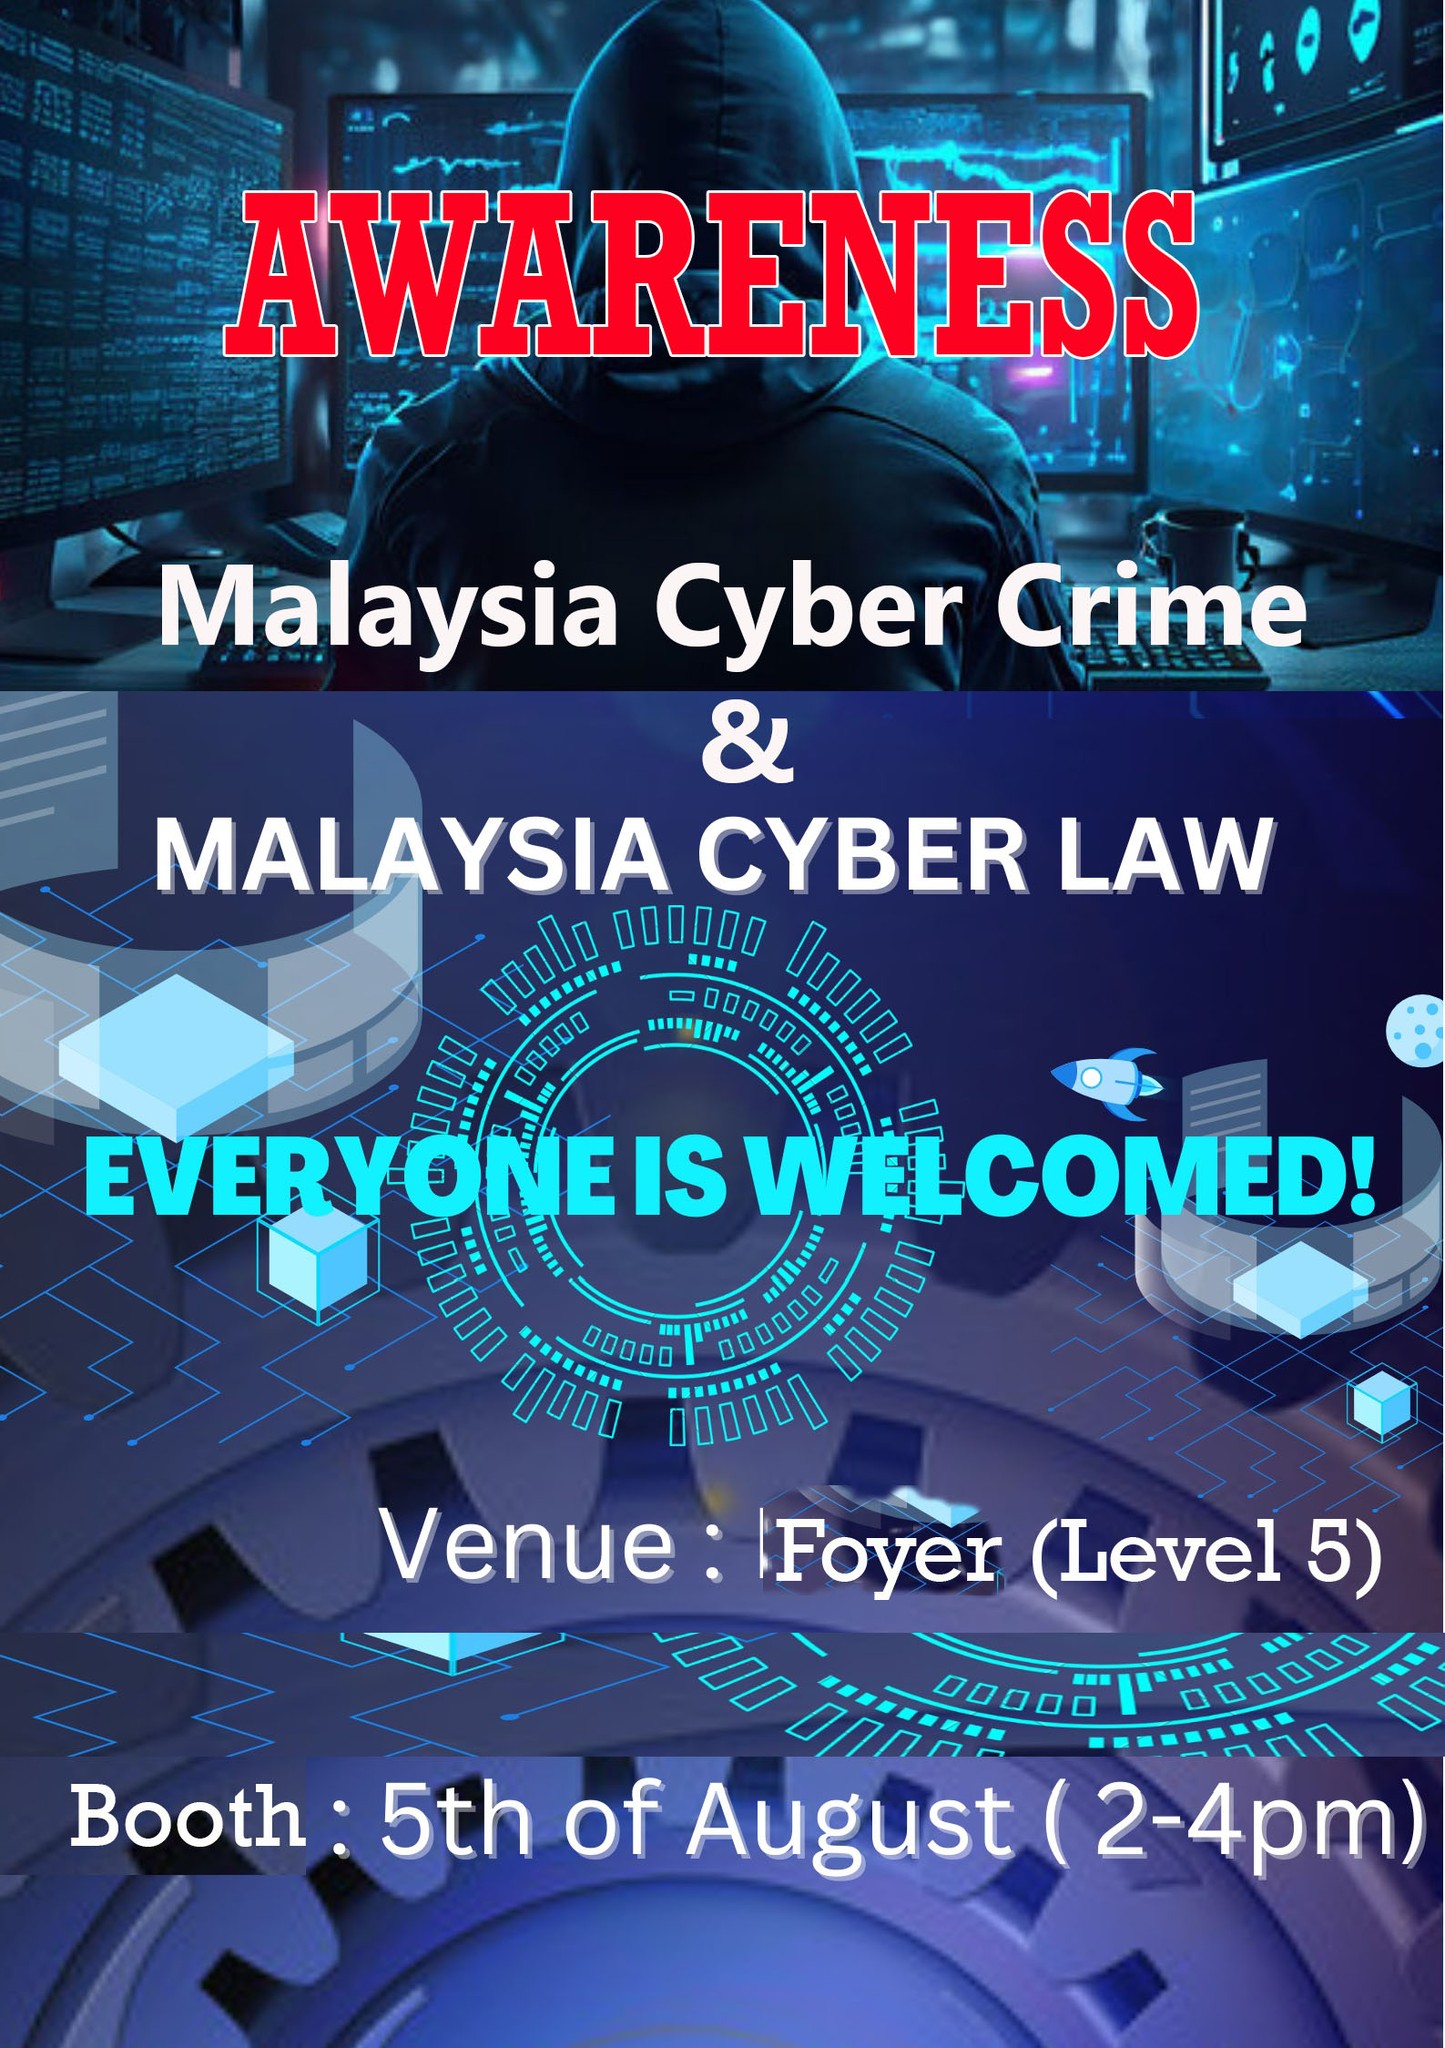 AWARENESS
Malaysia Cyber Crime
&
MALAYSIA CYBER LAW
EVERYONE IS WELCOMED!
Venue : Foyer (Level 5)
Booth : 5th of August ( 2-4pm)